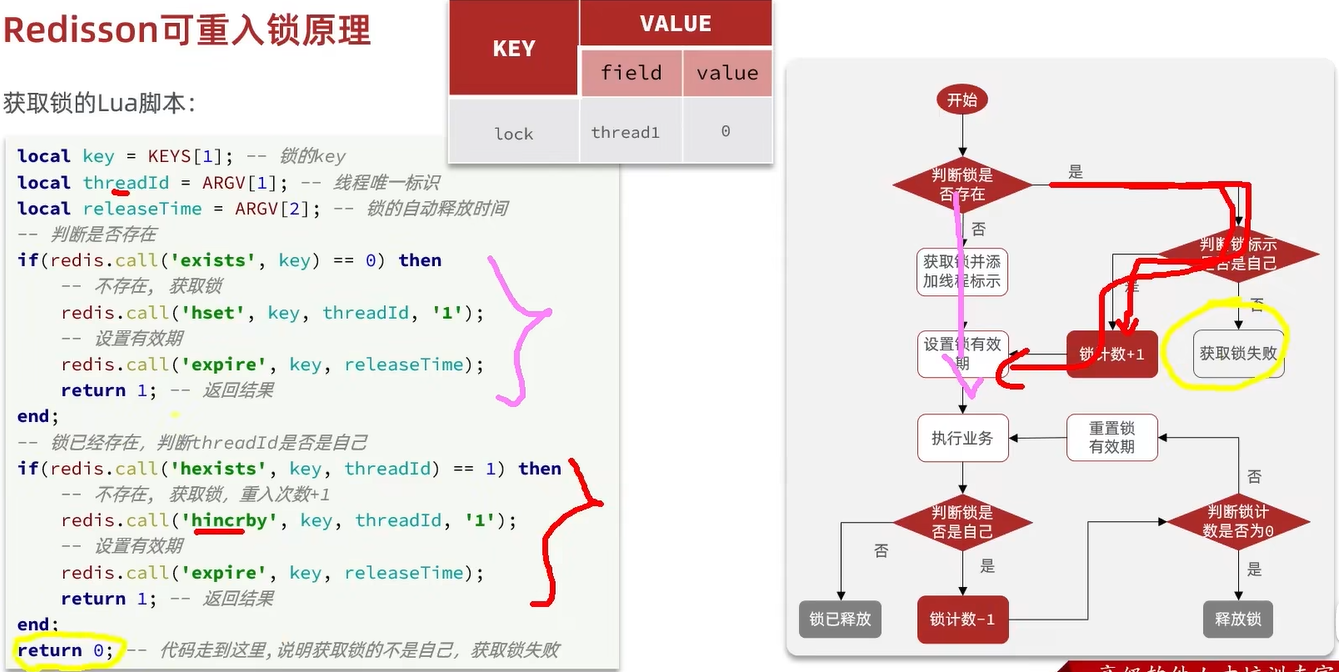 Redisson可重入锁原理
KEY
VALUE
field
value
lock
thread1
0
获取锁的Lua脚本：
local key = KEYS[1]; -- 锁的key
local threadId = ARGV[1]; -- 线程唯一标识
local releaseTime = ARGV[2]; -- 锁的自动释放时间
-- 判断是否存在
if(redis.call('exists', key) == 0) then
-- 不存在, 获取锁
redis.call('hset', key, threadId, '1');
-- 设置有效期
redis.call('expire', key, releaseTime);
return 1; -- 返回结果
end;
-- 锁已经存在，判断threadId是否是自己
if(redis.call('hexists', key, threadId) == 1) then
-- 不存在, 获取锁，重入次数+1
redis.call('hincrby', key, threadId, '1');
-- 设置有效期
redis.call('expire', key, releaseTime);
return 1; -- 返回结果
end;
return 0; -- 代码走到这里,说明获取锁的不是自己，获取锁失败
开始
判断锁是
否存在
是
否
获取锁并添
加线程标示
判断锁标示
是否是自己
是
否
设置锁有效
期
锁计数+1
获取锁失败
执行业务
重置锁
有效期
判断锁是
否是自己
否
是
判断锁计
数是否为0
否
是
锁已释放
锁计数-1
释放锁